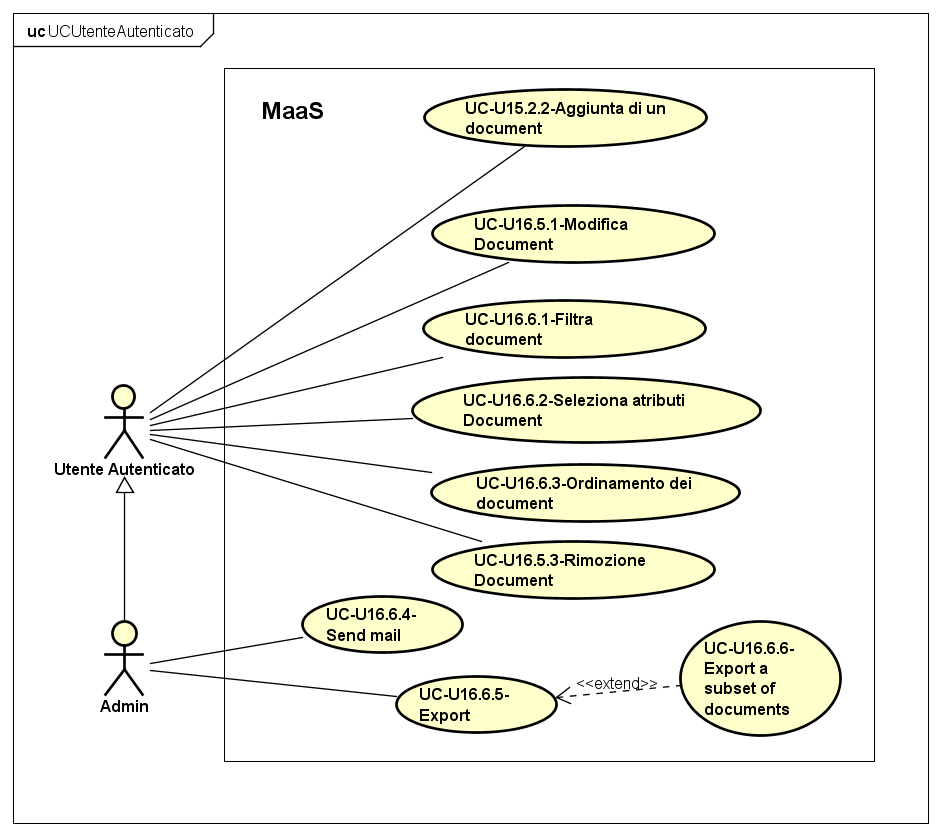 uc UCUtenteAutenticato
MaaS
UC-U15.2.2-Aggiunta di un
document
UC-U16.5.1-Modifica
Document
UC-U16.6.1-Filtra
document
UC-U16.6.2-Seleziona atributi
Document
Utente Autenticato
UC-U16.6.3-Ordinamento dei
document
UC-U16.5.3-Rimozione
Document
UC-U16.6.4-
Send mail
Admin
UC-U16.6.5-
Export
<<extend>>
UC-U16.6.6-
Export a
subset of
documents